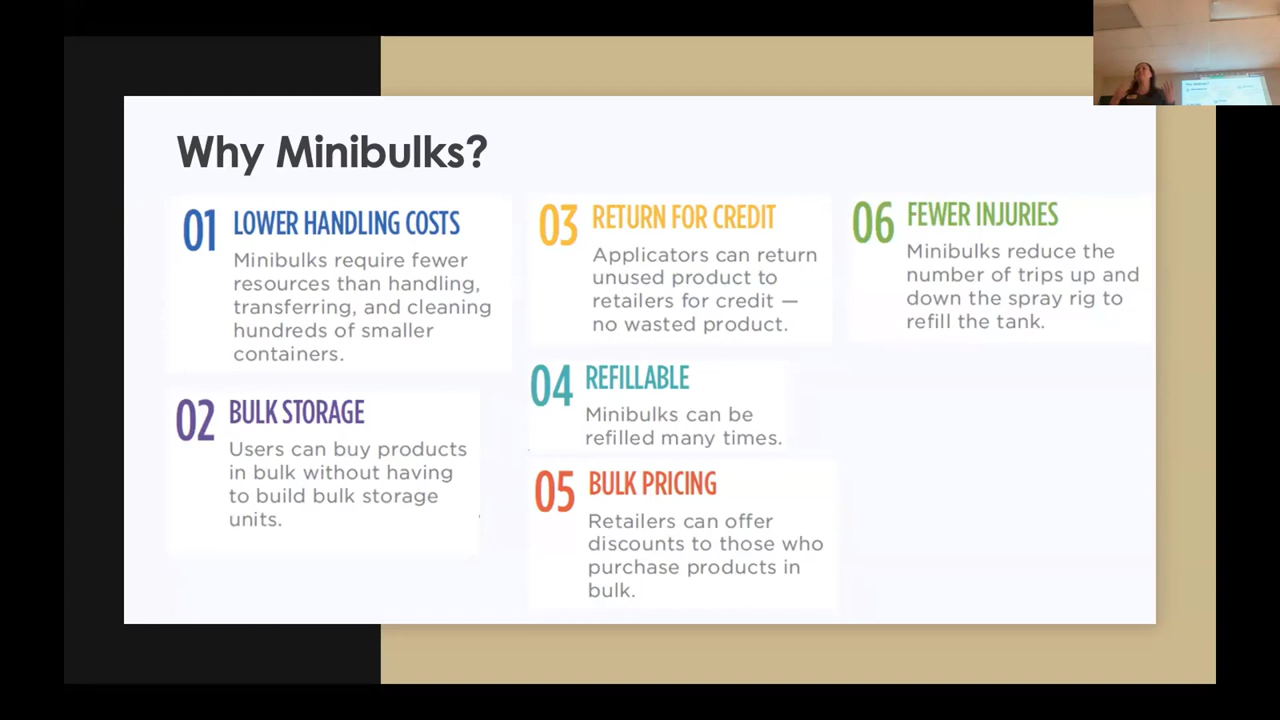 Why Minibulks?
01 LOWER HANDLING COSTS
Minibulks require fewer
resources than handling,
transferring, and cleaning
hundreds of smaller
containers.
02 BULK STORAGE
Users can buy products
in bulk without having
to build bulk storage
units.
03 RETURN FOR CREDIT
Applicators can return
unused product to
retailers for credit —
no wasted product.
04 REFILLABLE
Minibulks can be
refilled many times.
05 BULK PRICING
Retailers can offer
discounts to those who
purchase products in
bulk.
06 FEWER INJURIES
Minibulks reduce the
number of trips up and
down the spray rig to
refill the tank.